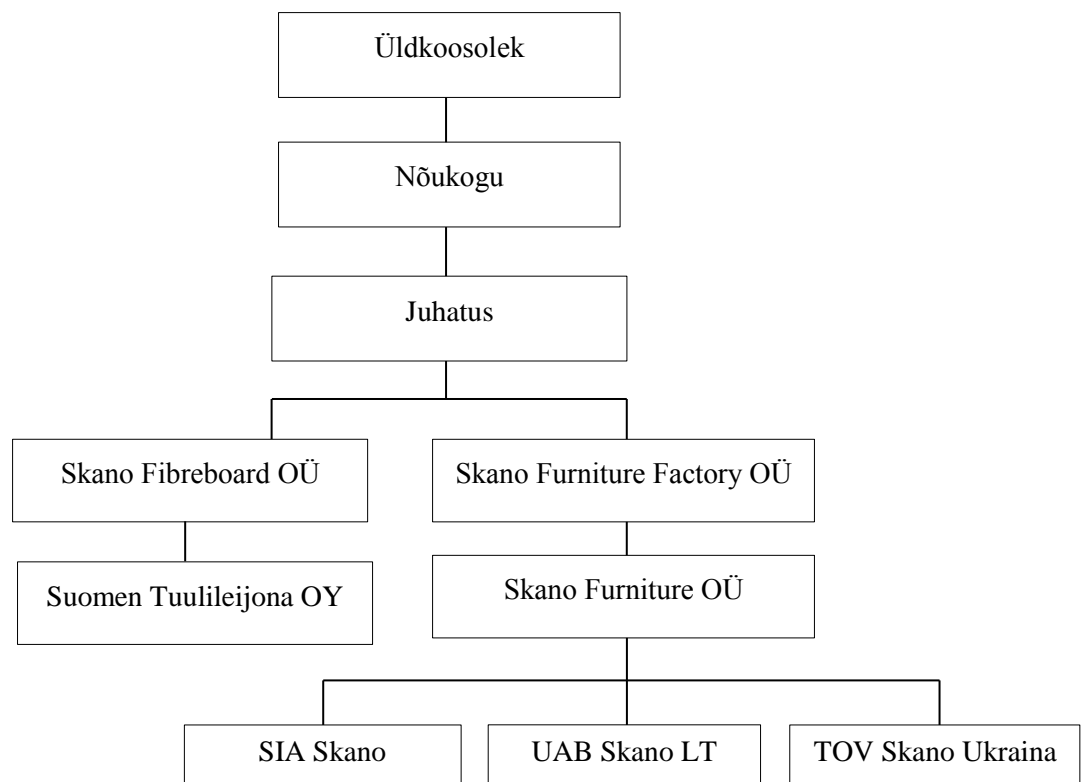 Üldkoosolek
Nõukogu
Juhatus
Skano Fibreboard OÜ
Skano Furniture Factory OÜ
Suomen Tuulileijona OY
Skano Furniture OÜ
SIA Skano
UAB Skano LT
TOV Skano Ukraina